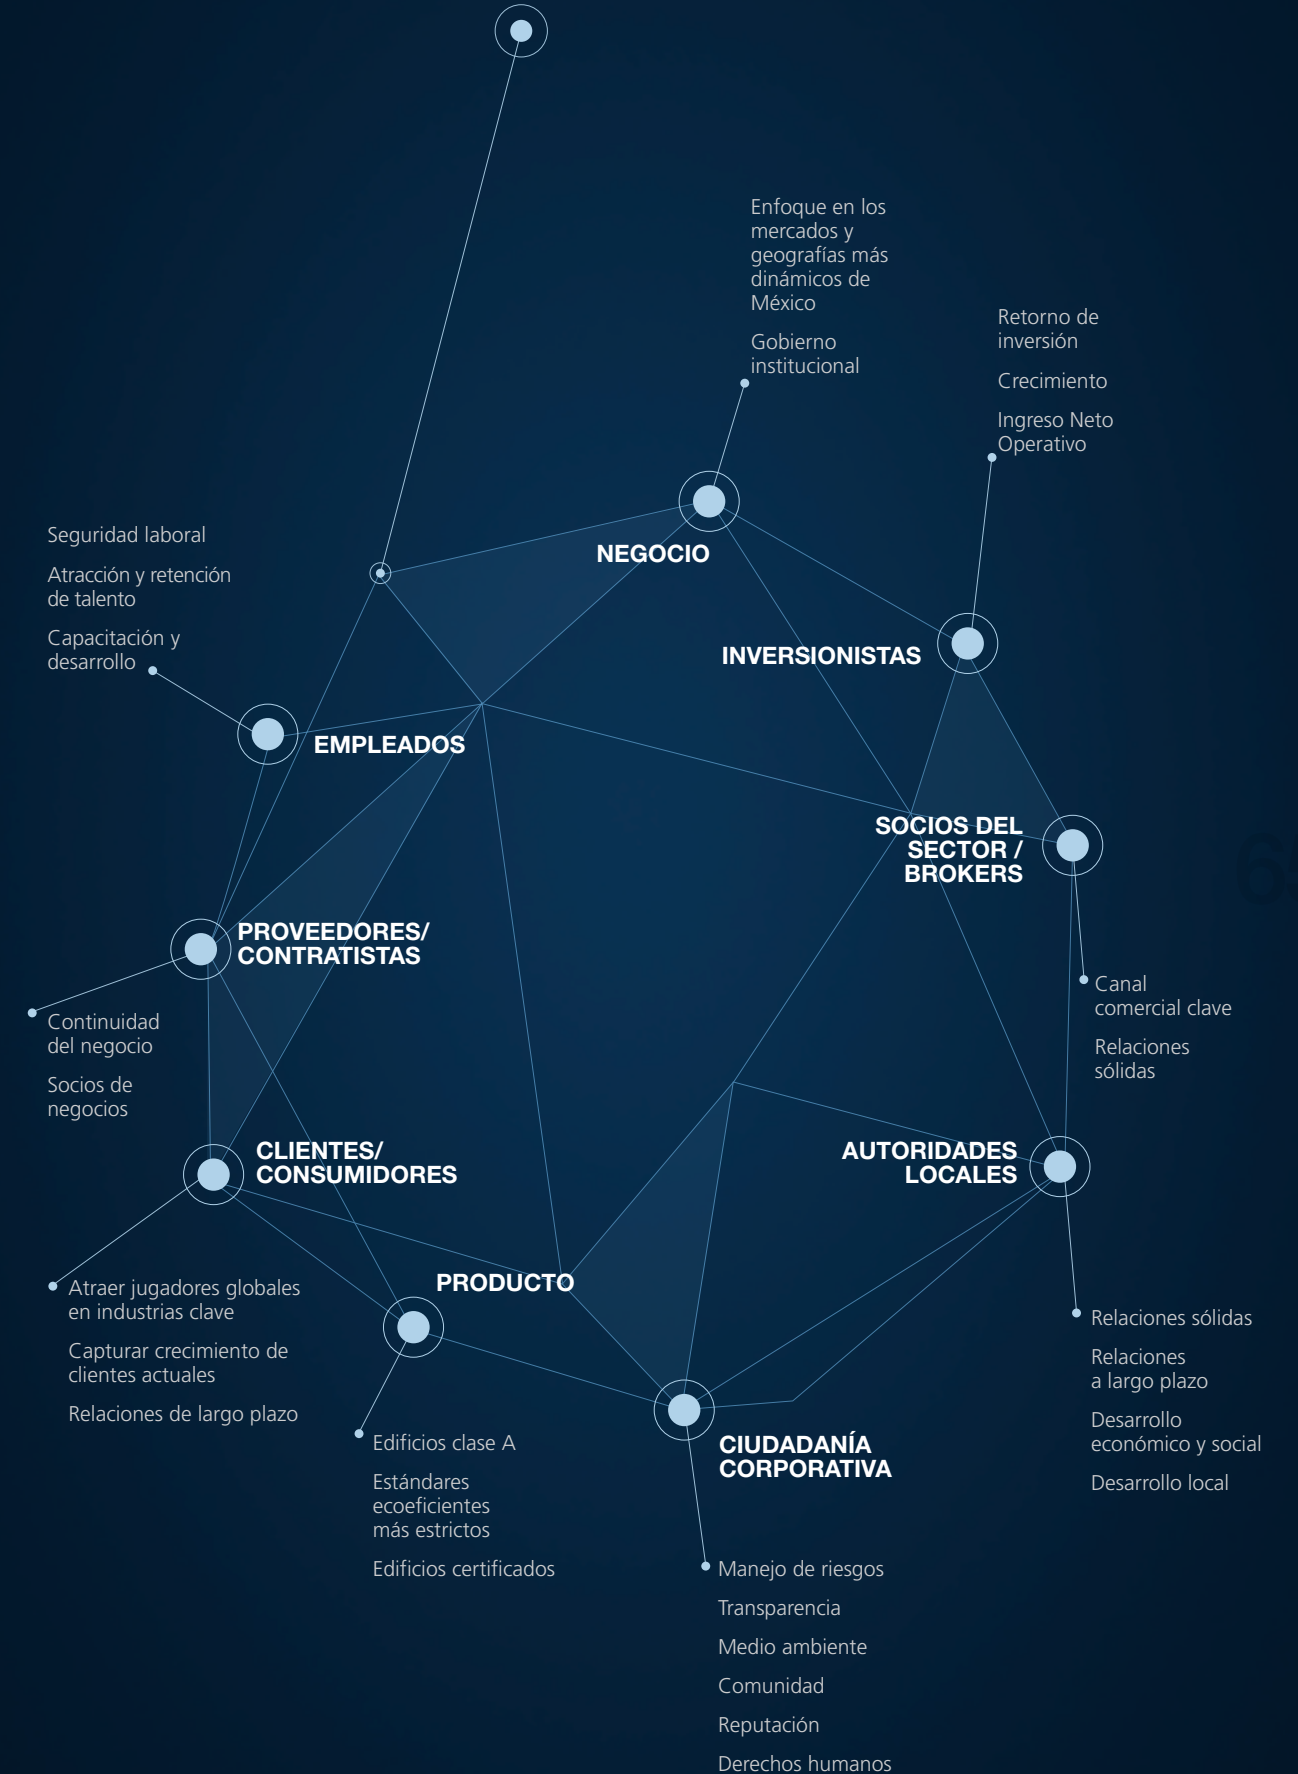 Enfoque en los
mercados y
geografías más
dinámicos de
México
Gobierno
institucional
NEGOCIO
Retorno de
inversión
Crecimiento
Ingreso Neto
Operativo
INVERSIONISTAS
Seguridad laboral
Atracción y retención
de talento
Capacitación y
desarrollo
EMPLEADOS
SOCIOS DEL
SECTOR /
BROKERS
Canal
comercial clave
Relaciones
sólidas
PROVEEDORES/
CONTRATISTAS
Continuidad
del negocio
Socios de
negocios
CLIENTES/
CONSUMIDORES
Atraer jugadores globales
en industrias clave
Capturar crecimiento de
clientes actuales
Relaciones de largo plazo
AUTORIDADES
LOCALES
Relaciones sólidas
Relaciones
a largo plazo
Desarrollo
económico y social
Desarrollo local
PRODUCTO
Edificios clase A
Estándares
ecoeficientes
más estrictos
Edificios certificados
CIUDADANÍA
CORPORATIVA
Manejo de riesgos
Transparencia
Medio ambiente
Comunidad
Reputación
Derechos humanos